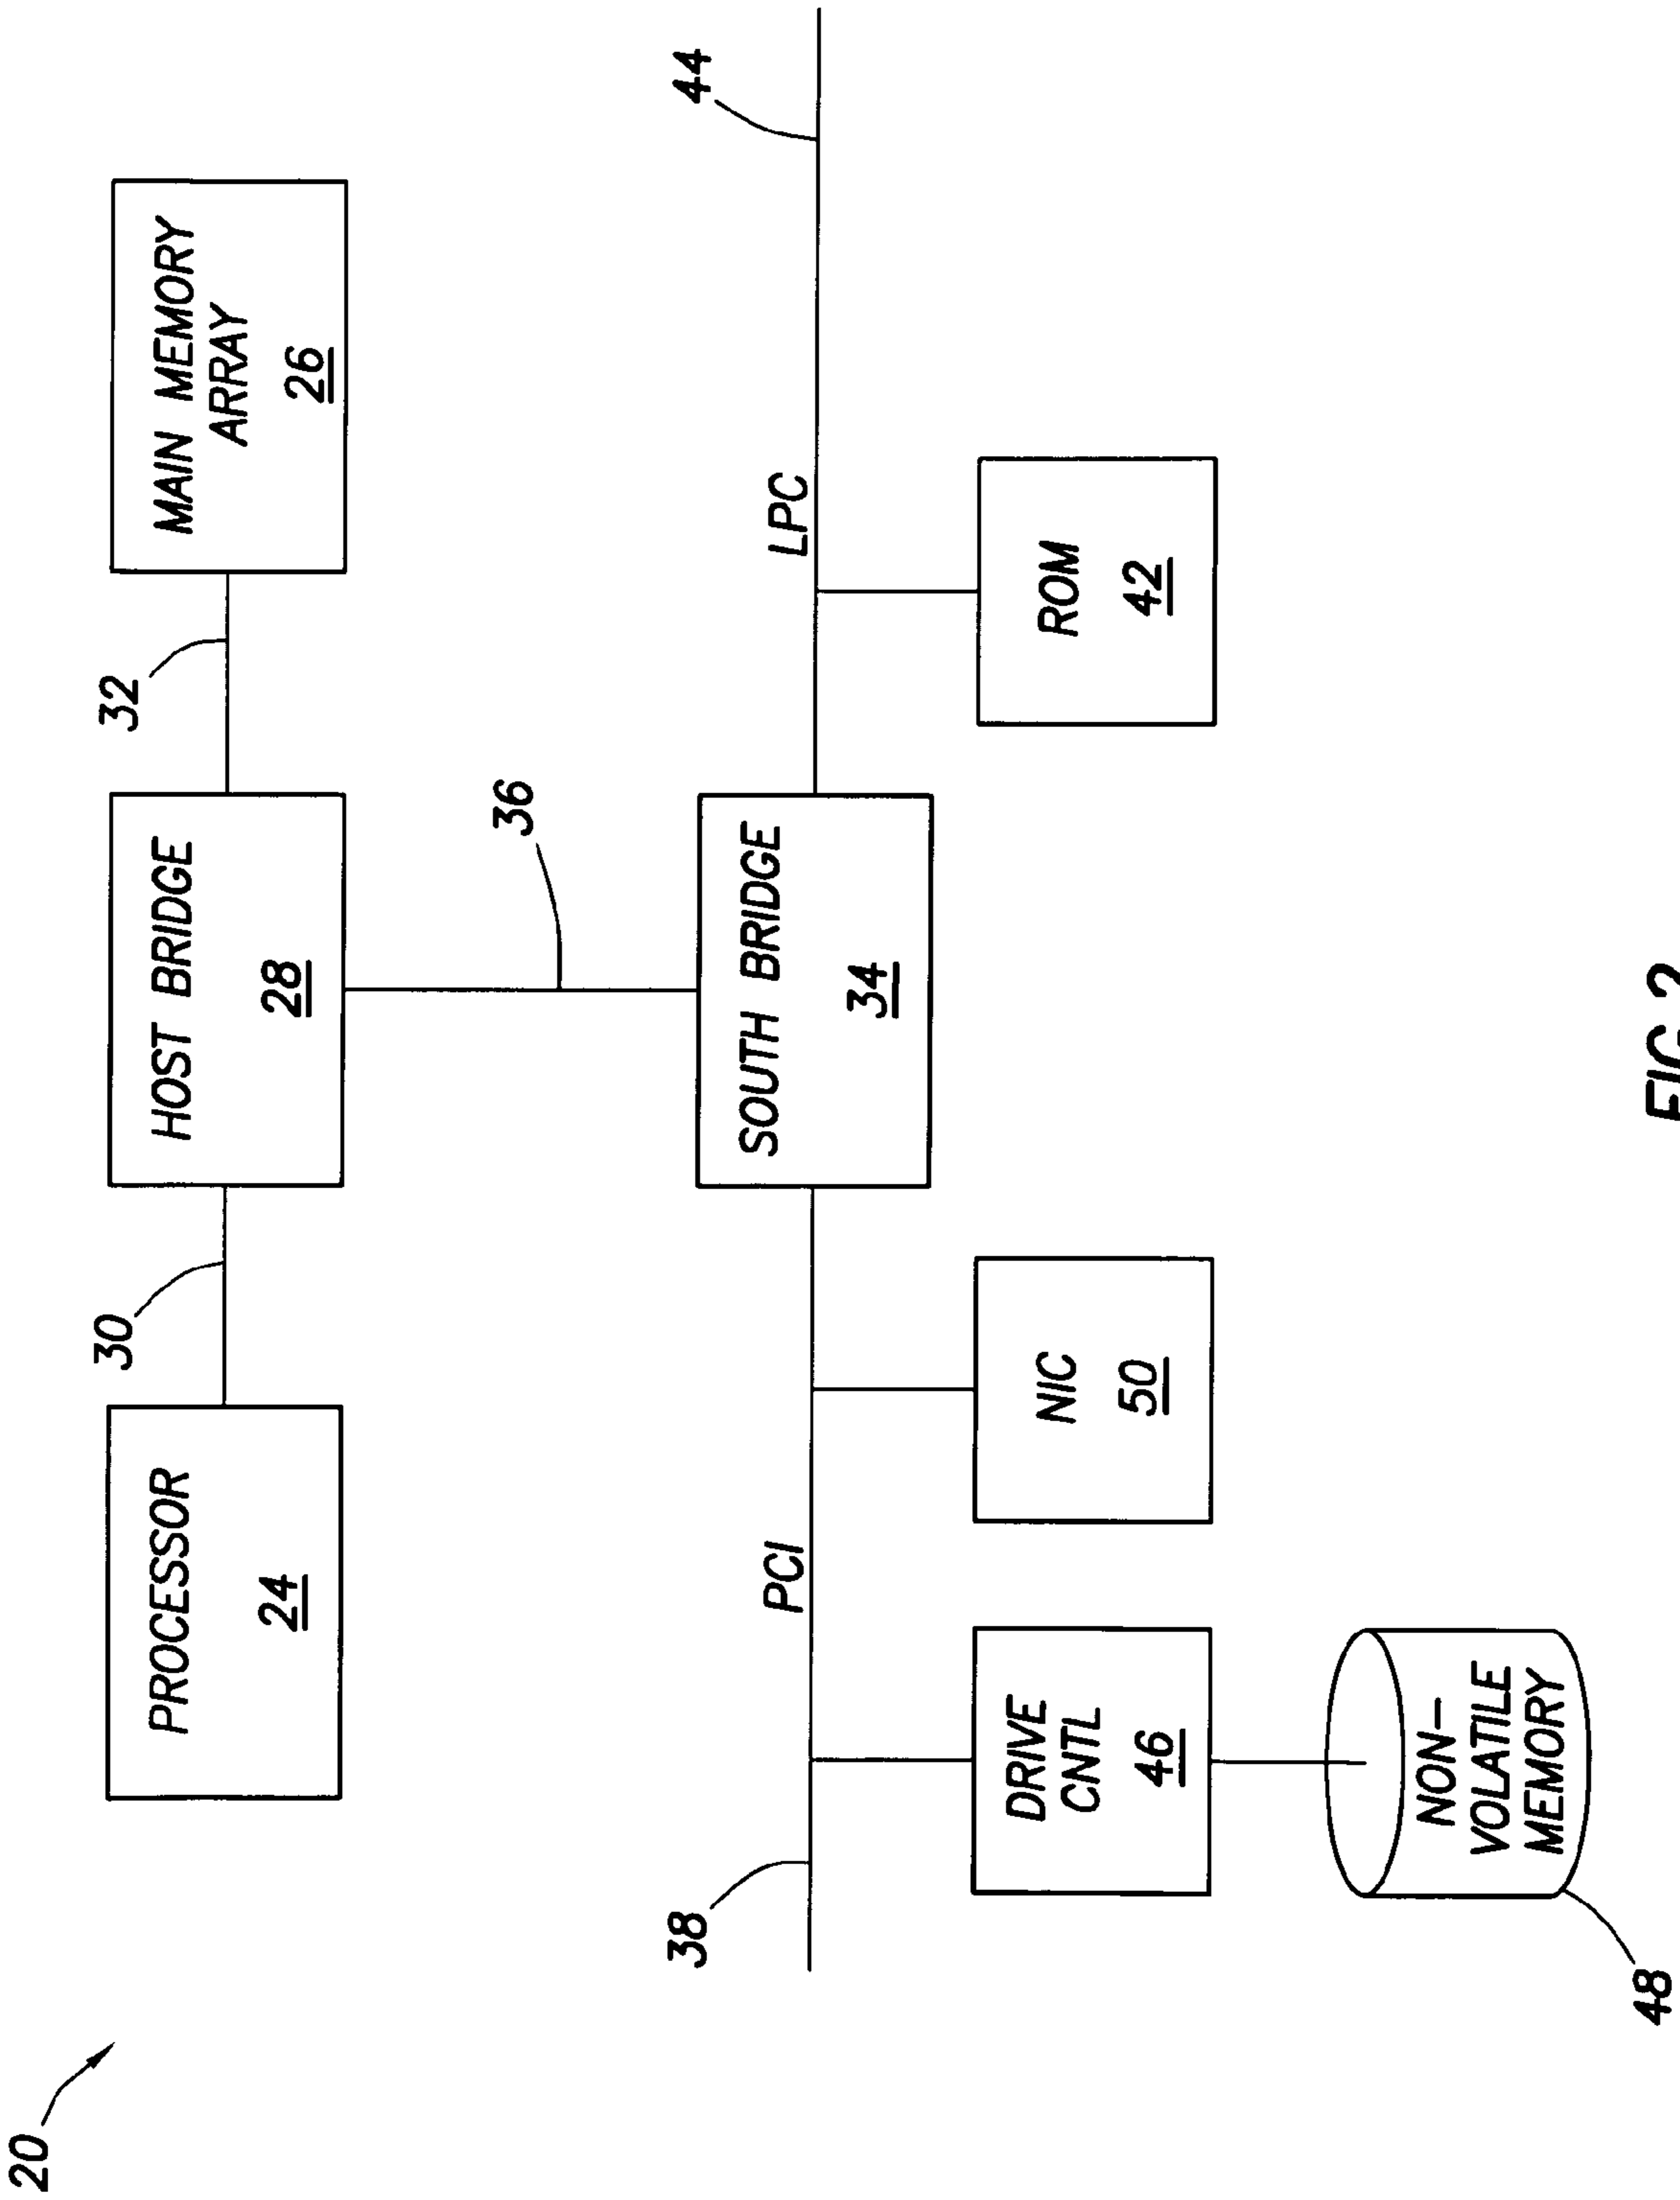 20
PROCESSOR
24
30
HOST BRIDGE
28
32
MAIN MEMORY
ARRAY
26
36
38
PCI
SOUTH BRIDGE
34
LPC
44
DRIVE
CNTL
46
NIC
50
ROM
42
NON-
VOLATILE
MEMORY
48